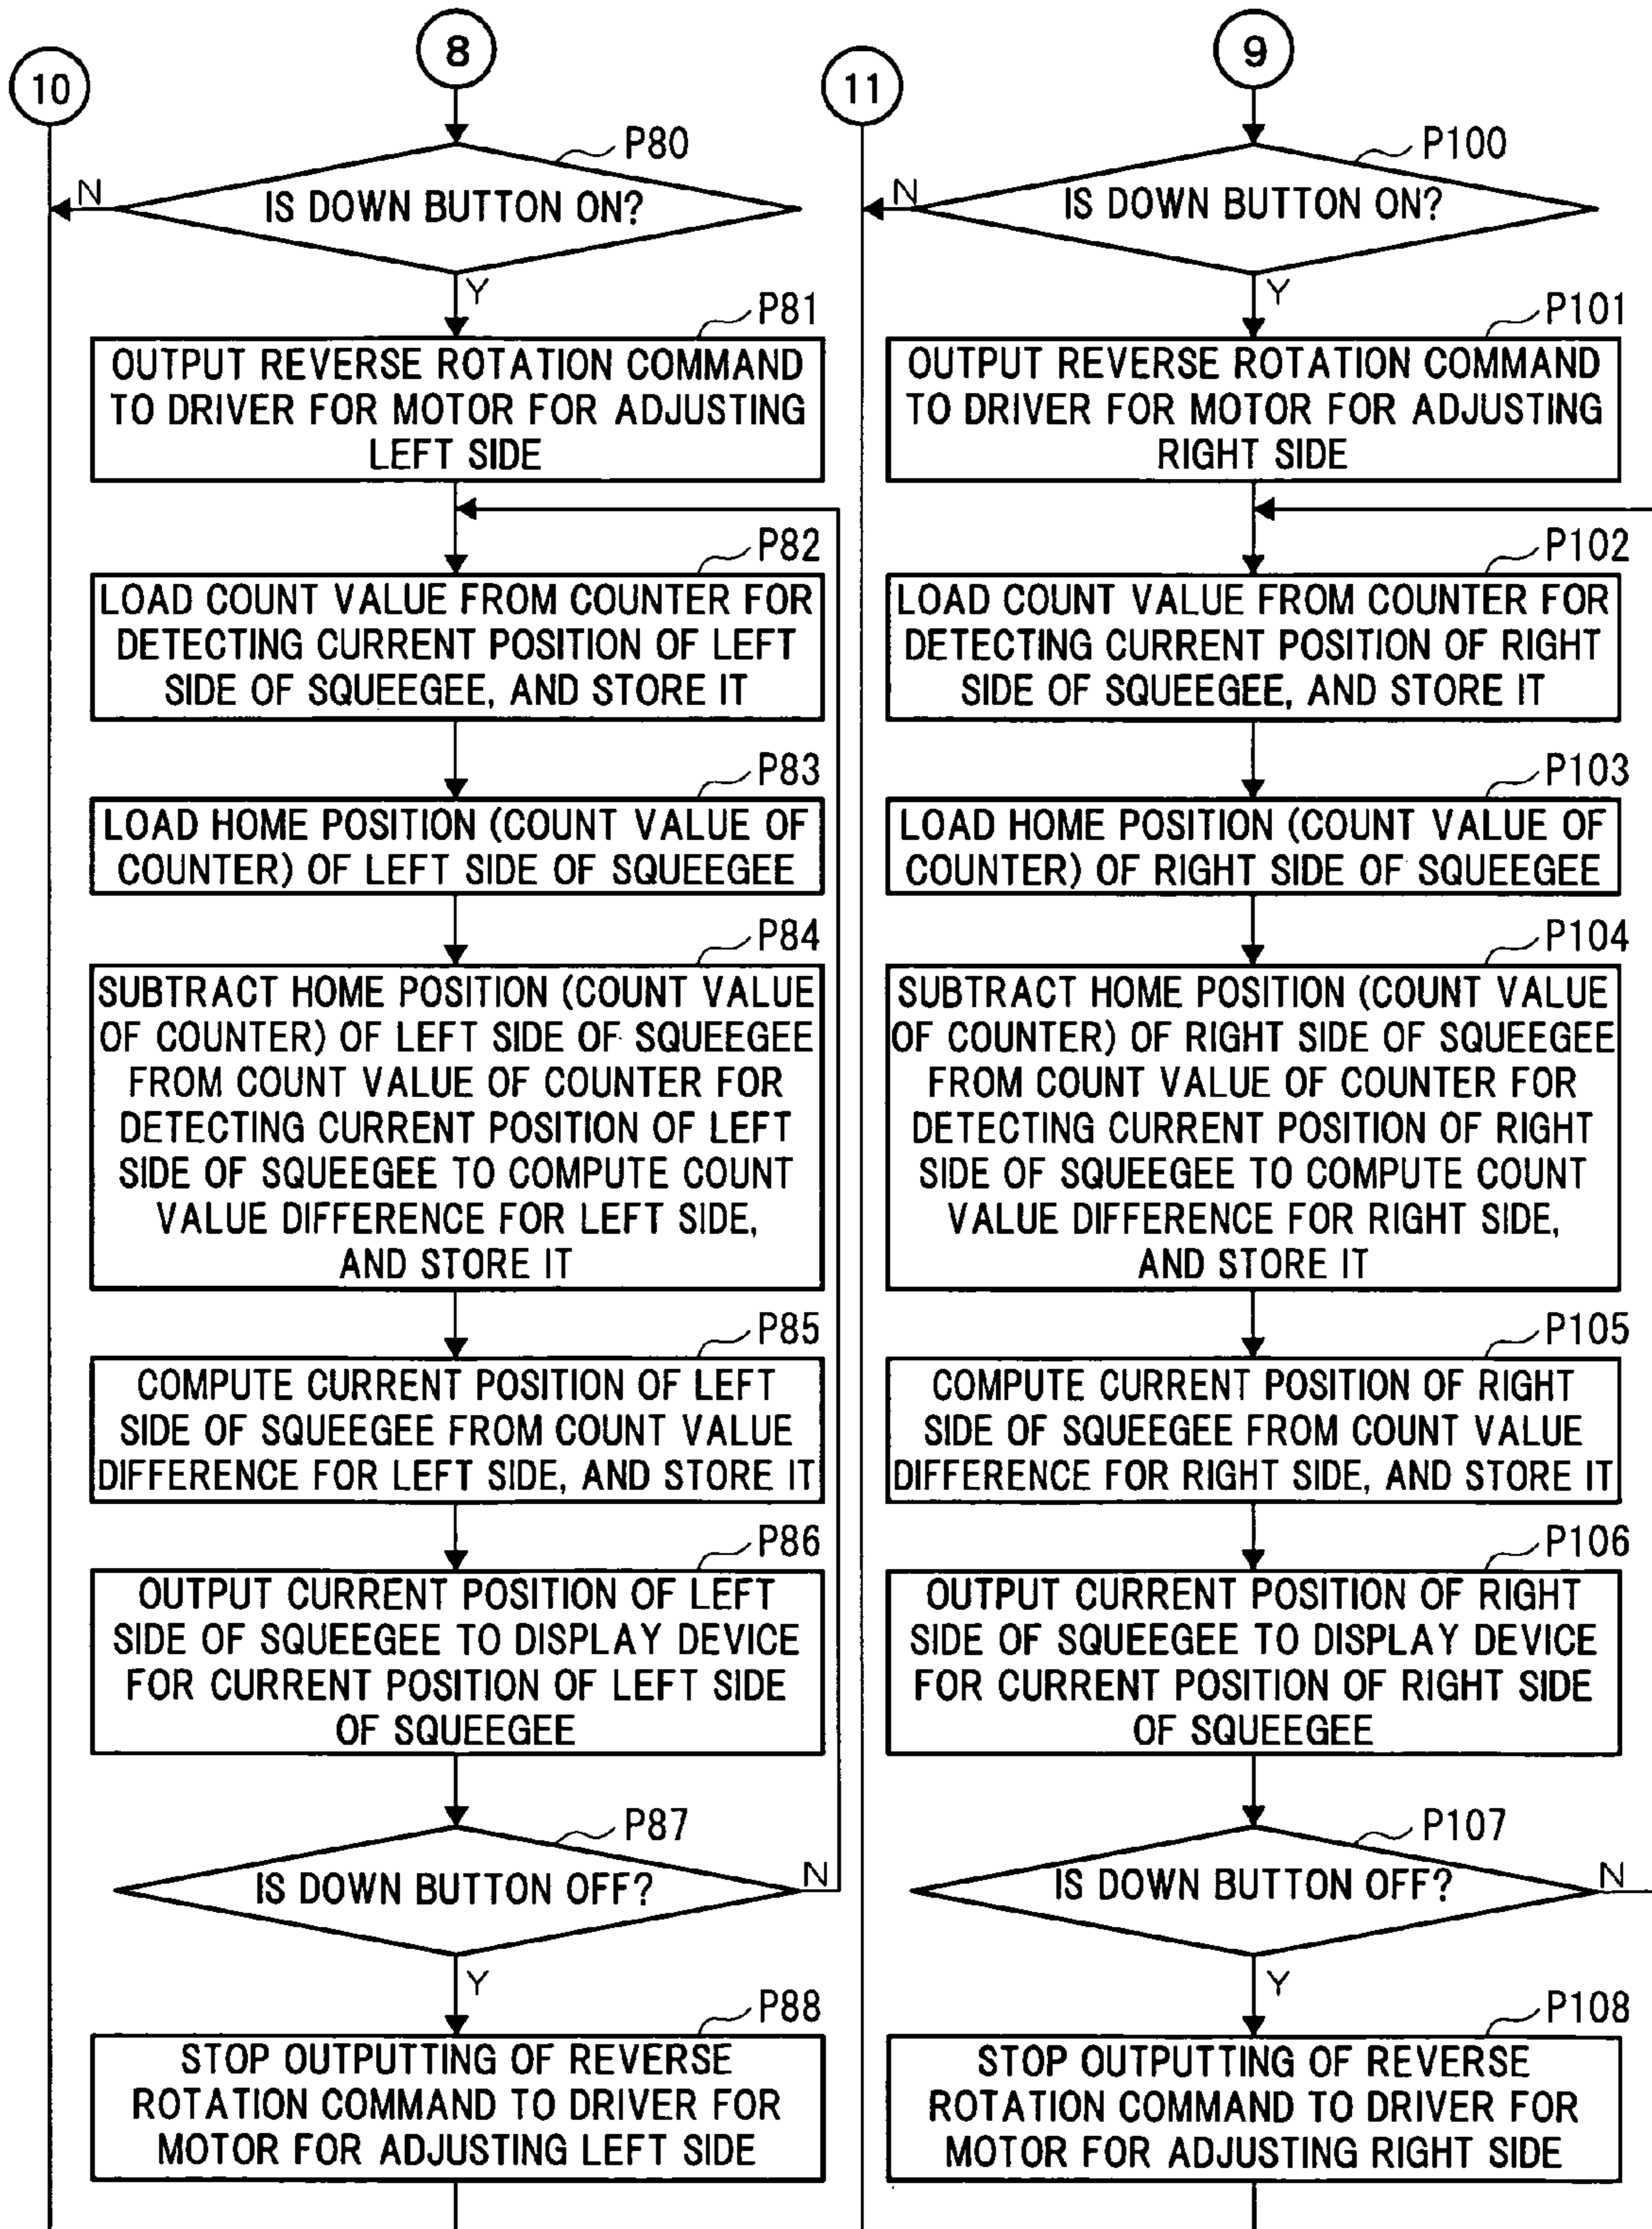 10
8
P80
N
IS DOWN BUTTON ON?
Y
P81
OUTPUT REVERSE ROTATION COMMAND
TO DRIVER FOR MOTOR FOR ADJUSTING
LEFT SIDE
P82
LOAD COUNT VALUE FROM COUNTER FOR
DETECTING CURRENT POSITION OF LEFT
SIDE OF SQUEEGEE, AND STORE IT
P83
LOAD HOME POSITION (COUNT VALUE OF
COUNTER) OF LEFT SIDE OF SQUEEGEE
P84
SUBTRACT HOME POSITION (COUNT VALUE
OF COUNTER) OF LEFT SIDE OF SQUEEGEE
FROM COUNT VALUE OF COUNTER FOR
DETECTING CURRENT POSITION OF LEFT
SIDE OF SQUEEGEE TO COMPUTE COUNT
VALUE DIFFERENCE FOR LEFT SIDE,
AND STORE IT
P85
COMPUTE CURRENT POSITION OF LEFT
SIDE OF SQUEEGEE FROM COUNT VALUE
DIFFERENCE FOR LEFT SIDE, AND STORE IT
P86
OUTPUT CURRENT POSITION OF LEFT
SIDE OF SQUEEGEE TO DISPLAY DEVICE
FOR CURRENT POSITION OF LEFT SIDE
OF SQUEEGEE
P87
IS DOWN BUTTON OFF?
N
Y
P88
STOP OUTPUTTING OF REVERSE
ROTATION COMMAND TO DRIVER FOR
MOTOR FOR ADJUSTING LEFT SIDE
11
9
P100
N
IS DOWN BUTTON ON?
Y
P101
OUTPUT REVERSE ROTATION COMMAND
TO DRIVER FOR MOTOR FOR ADJUSTING
RIGHT SIDE
P102
LOAD COUNT VALUE FROM COUNTER FOR
DETECTING CURRENT POSITION OF RIGHT
SIDE OF SQUEEGEE, AND STORE IT
P103
LOAD HOME POSITION (COUNT VALUE OF
COUNTER) OF RIGHT SIDE OF SQUEEGEE
P104
SUBTRACT HOME POSITION (COUNT VALUE
OF COUNTER) OF RIGHT SIDE OF SQUEEGEE
FROM COUNT VALUE OF COUNTER FOR
DETECTING CURRENT POSITION OF RIGHT
SIDE OF SQUEEGEE TO COMPUTE COUNT
VALUE DIFFERENCE FOR RIGHT SIDE,
AND STORE IT
P105
COMPUTE CURRENT POSITION OF RIGHT
SIDE OF SQUEEGEE FROM COUNT VALUE
DIFFERENCE FOR RIGHT SIDE, AND STORE IT
P106
OUTPUT CURRENT POSITION OF RIGHT
SIDE OF SQUEEGEE TO DISPLAY DEVICE
FOR CURRENT POSITION OF RIGHT SIDE
OF SQUEEGEE
P107
IS DOWN BUTTON OFF?
N
Y
P108
STOP OUTPUTTING OF REVERSE
ROTATION COMMAND TO DRIVER FOR
MOTOR FOR ADJUSTING RIGHT SIDE